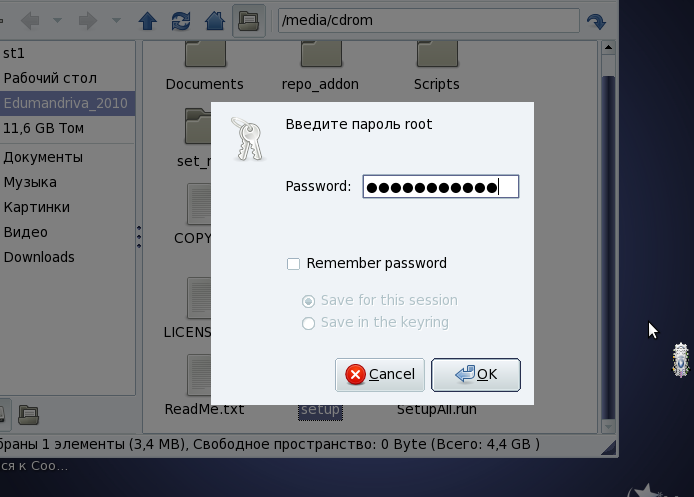 /media/cdrom
st1
Рабочий стол
Edumandriva_2010
11,6 GB Том
Документы
Музыка
Картинки
Видео
Downloads
Documents
repo_addon
Scripts
set_
COPY
LICENS
ReadMe.txt
setup
SetupAll.run
Введите пароль root
Password:
Remember password
Save for this session
Save in the keyring
Cancel
OK
браны 1 элементы (3,4 MB), Свободное пространство: 0 Byte (Всего: 4,4 GB )
ся к Соо...